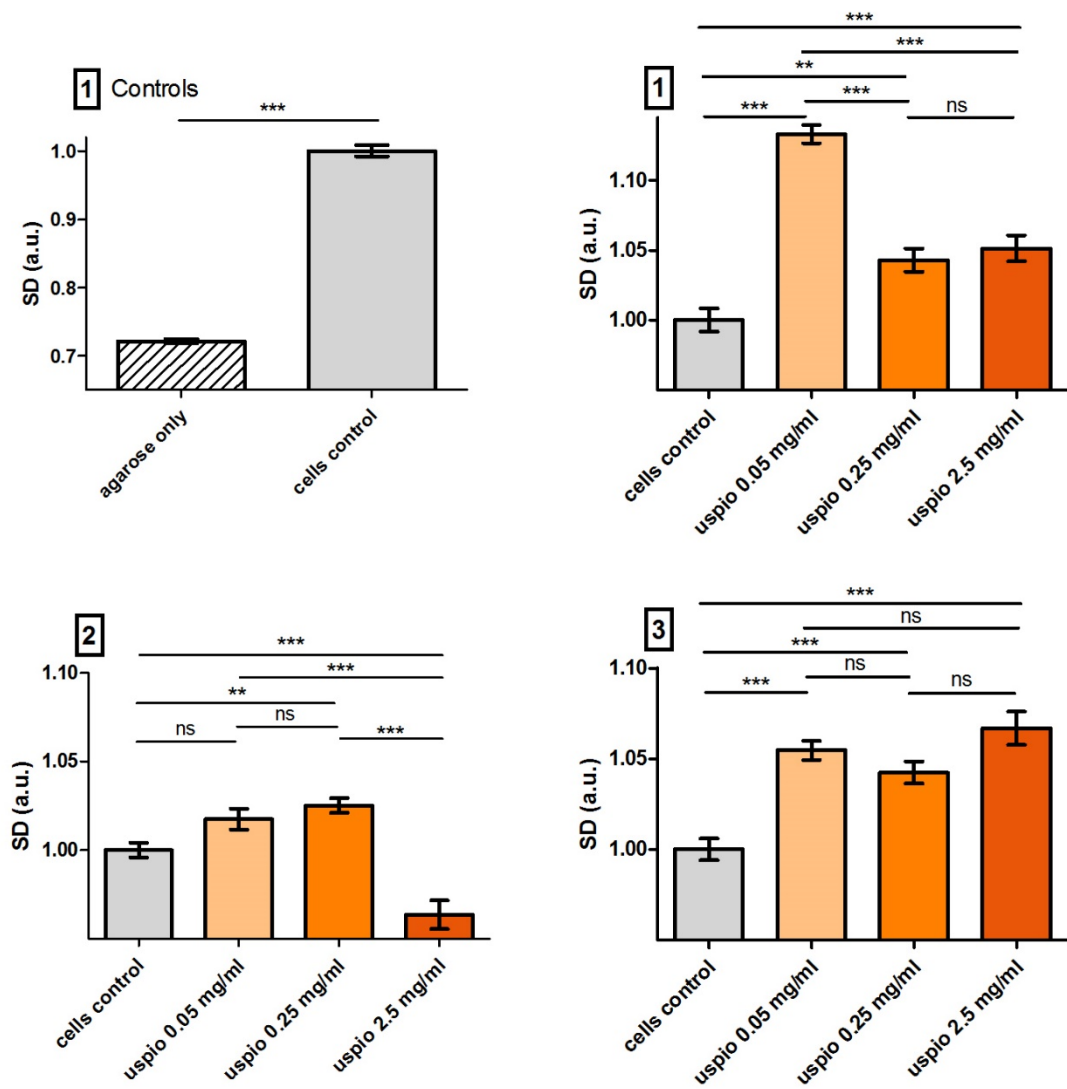 1 Controls
***
1.0
0.9
0.8
0.7
SD (a.u.)
agarose only
cells control
1
***
***
**
***
***
ns
1.10
1.05
1.00
SD (a.u.)
cells control
uspio 0.05 mg/ml
uspio 0.25 mg/ml
uspio 2.5 mg/ml
2
***
***
**
ns
ns
***
1.10
1.05
1.00
SD (a.u.)
cells control
uspio 0.05 mg/ml
uspio 0.25 mg/ml
uspio 2.5 mg/ml
3
***
ns
***
ns
ns
***
1.10
1.05
1.00
SD (a.u.)
cells control
uspio 0.05 mg/ml
uspio 0.25 mg/ml
uspio 2.5 mg/ml